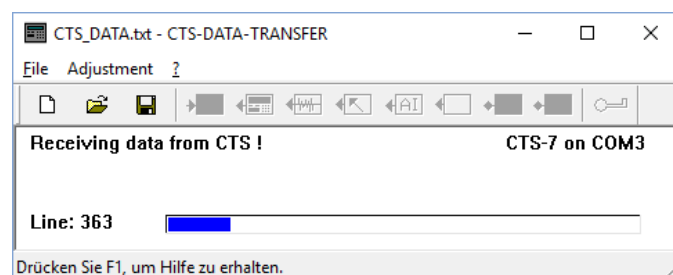 CTS_DATA.txt - CTS-DATA-TRANSFER
File Adjustment ?
AI
Receiving data from CTS ! CTS-7 on COM3
Line: 363
Drücken Sie F1, um Hilfe zu erhalten.